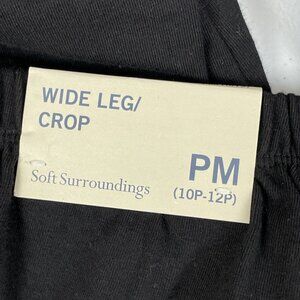 WIDE LEG/
CROP
PM
Soft Surroundings
(10P-12P)